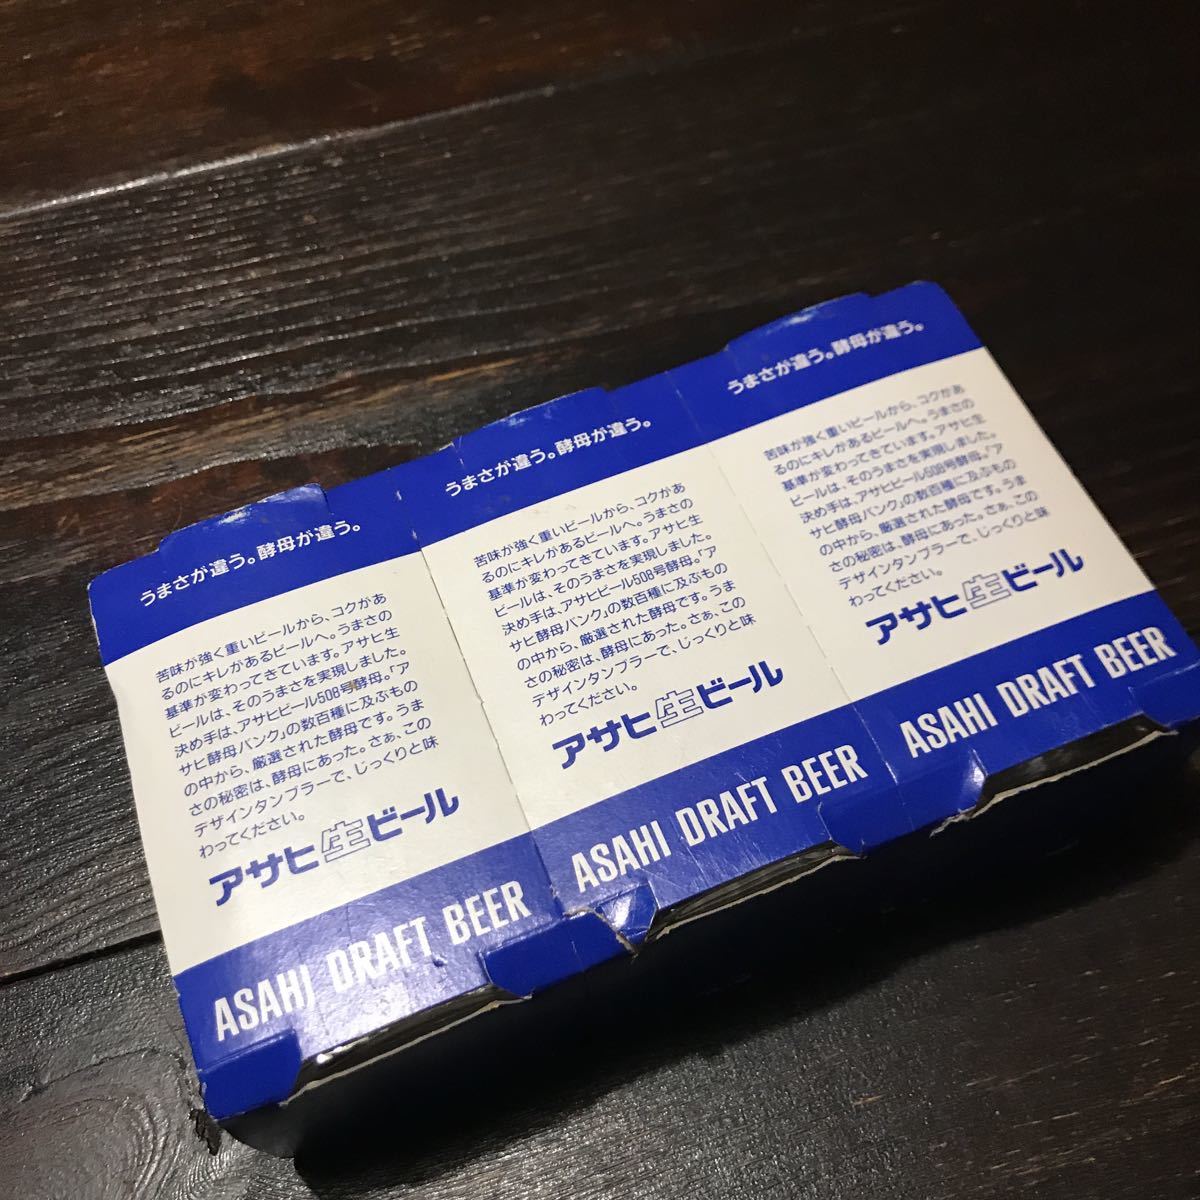 うまさが違う。酵母が違う。
苦味が強く重いビールから、コクがあ
るのにキレがあるビールへ。うまさの
基準が変わってきています。アサヒ生
ビールは、そのうまさを実現しました。
決め手は、アサヒビール508号酵母。「ア
サヒ酵母バンク」の数百種に及ぶもの
の中から、厳選された酵母です。うま
さの秘密は、酵母にあった。さぁ、この
デザインタンブラーで、じっくりと味
わってください。
アサヒ生ビール
ASAHI DRAFT BEER
うまさが違う。酵母が違う。
苦味が強く重いビールから、コクがあ
るのにキレがあるビールへ。うまさの
基準が変わってきています。アサヒ生
ビールは、そのうまさを実現しました。
決め手は、アサヒビール508号酵母。「ア
サヒ酵母バンク」の数百種に及ぶもの
の中から、厳選された酵母です。うま
さの秘密は、酵母にあった。さぁ、この
デザインタンブラーで、じっくりと味
わってください。
アサヒ生ビール
ASAHI DRAFT BEER
うまさが違う。酵母が違う。
苦味が強く重いビールから、コクがあ
るのにキレがあるビールへ。うまさの
基準が変わってきています。アサヒ生
ビールは、そのうまさを実現しました。
決め手は、アサヒビール508号酵母。「ア
サヒ酵母バンク」の数百種に及ぶもの
の中から、厳選された酵母です。うま
さの秘密は、酵母にあった。さぁ、この
デザインタンブラーで、じっくりと味
わってください。
アサヒ生ビール
ASAHI DRAFT BEER